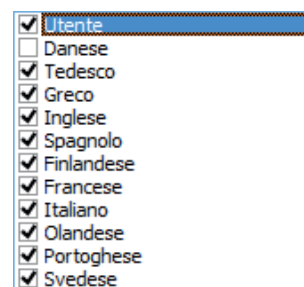 Utente
Danese
Tedesco
Greco
Inglese
Spagnolo
Finlandese
Francese
Italiano
Olandese
Portoghese
Svedese